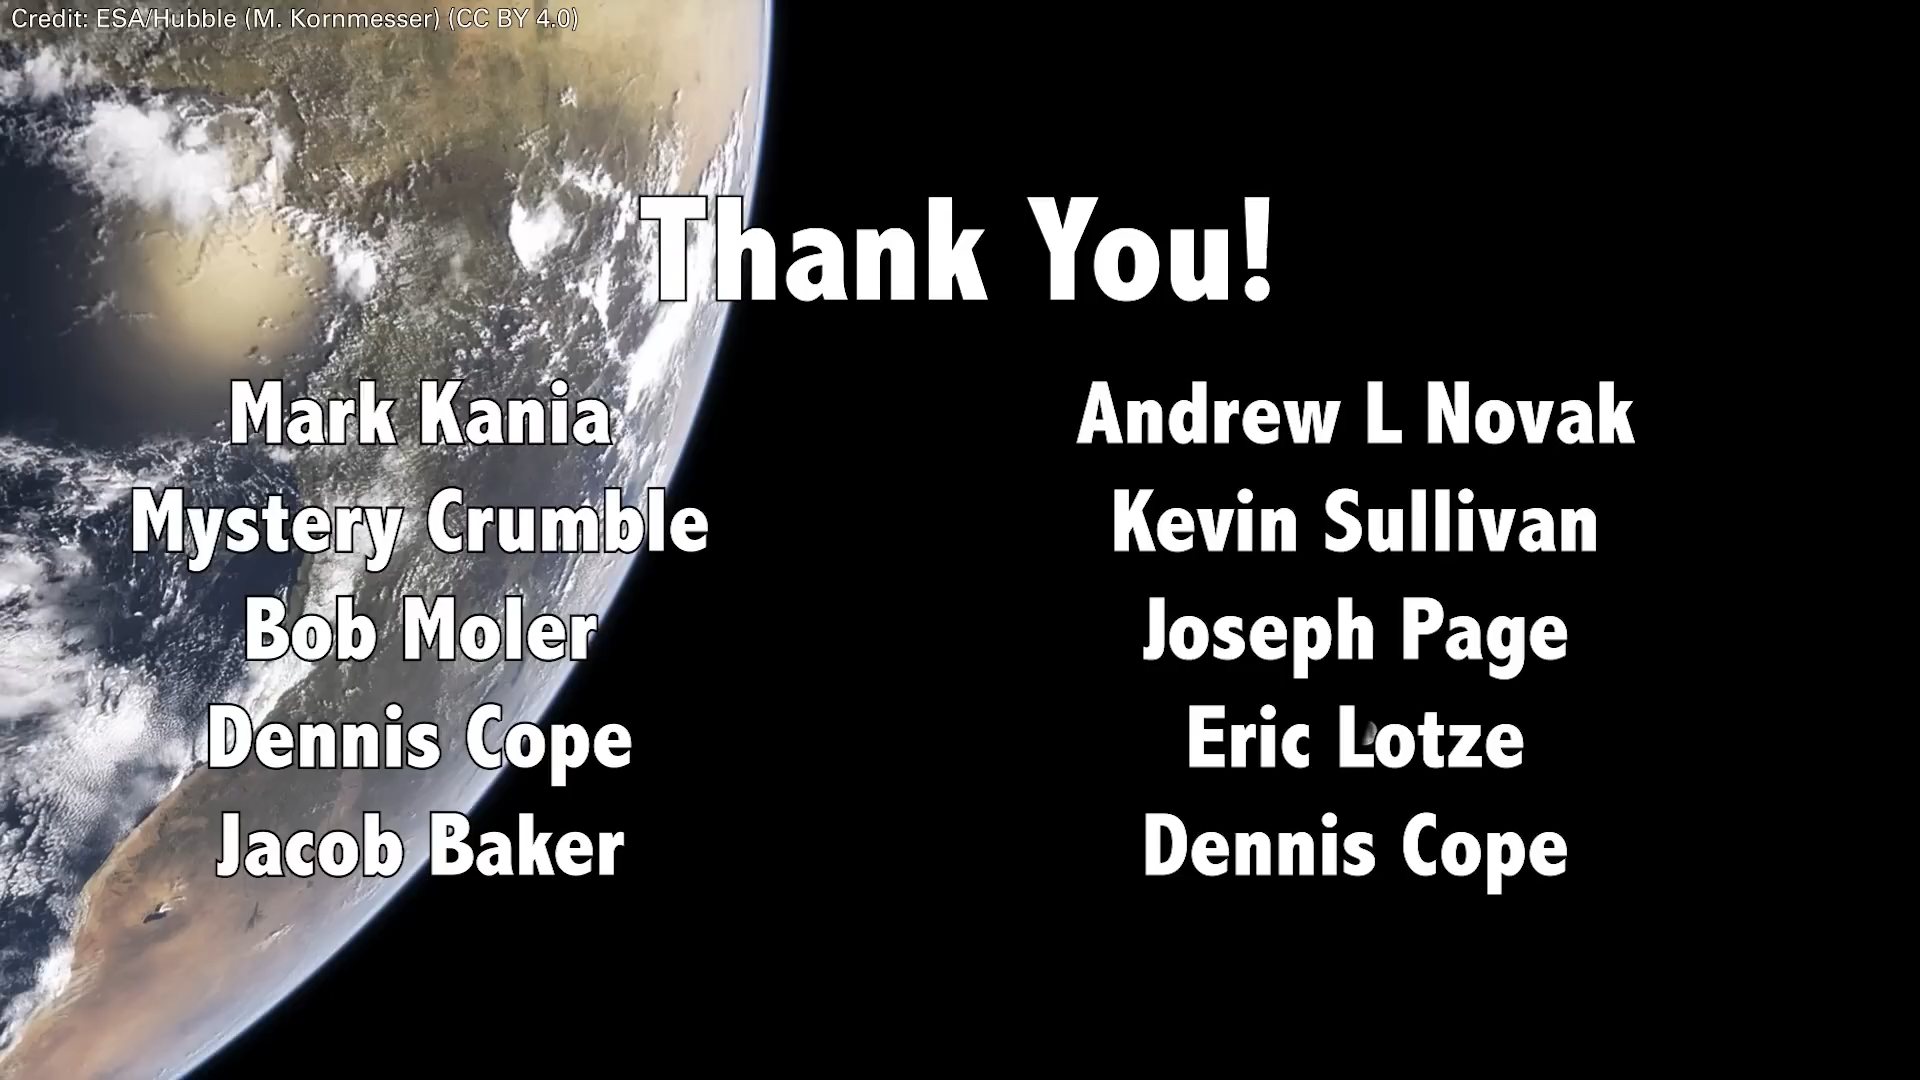 Credit: ESA/Hubble (M. Kornmesser) (CC BY 4.0)
Thank You!
Mark Kania
Mystery Crumble
Bob Moler
Dennis Cope
Jacob Baker
Andrew L Novak
Kevin Sullivan
Joseph Page
Eric Lotze
Dennis Cope